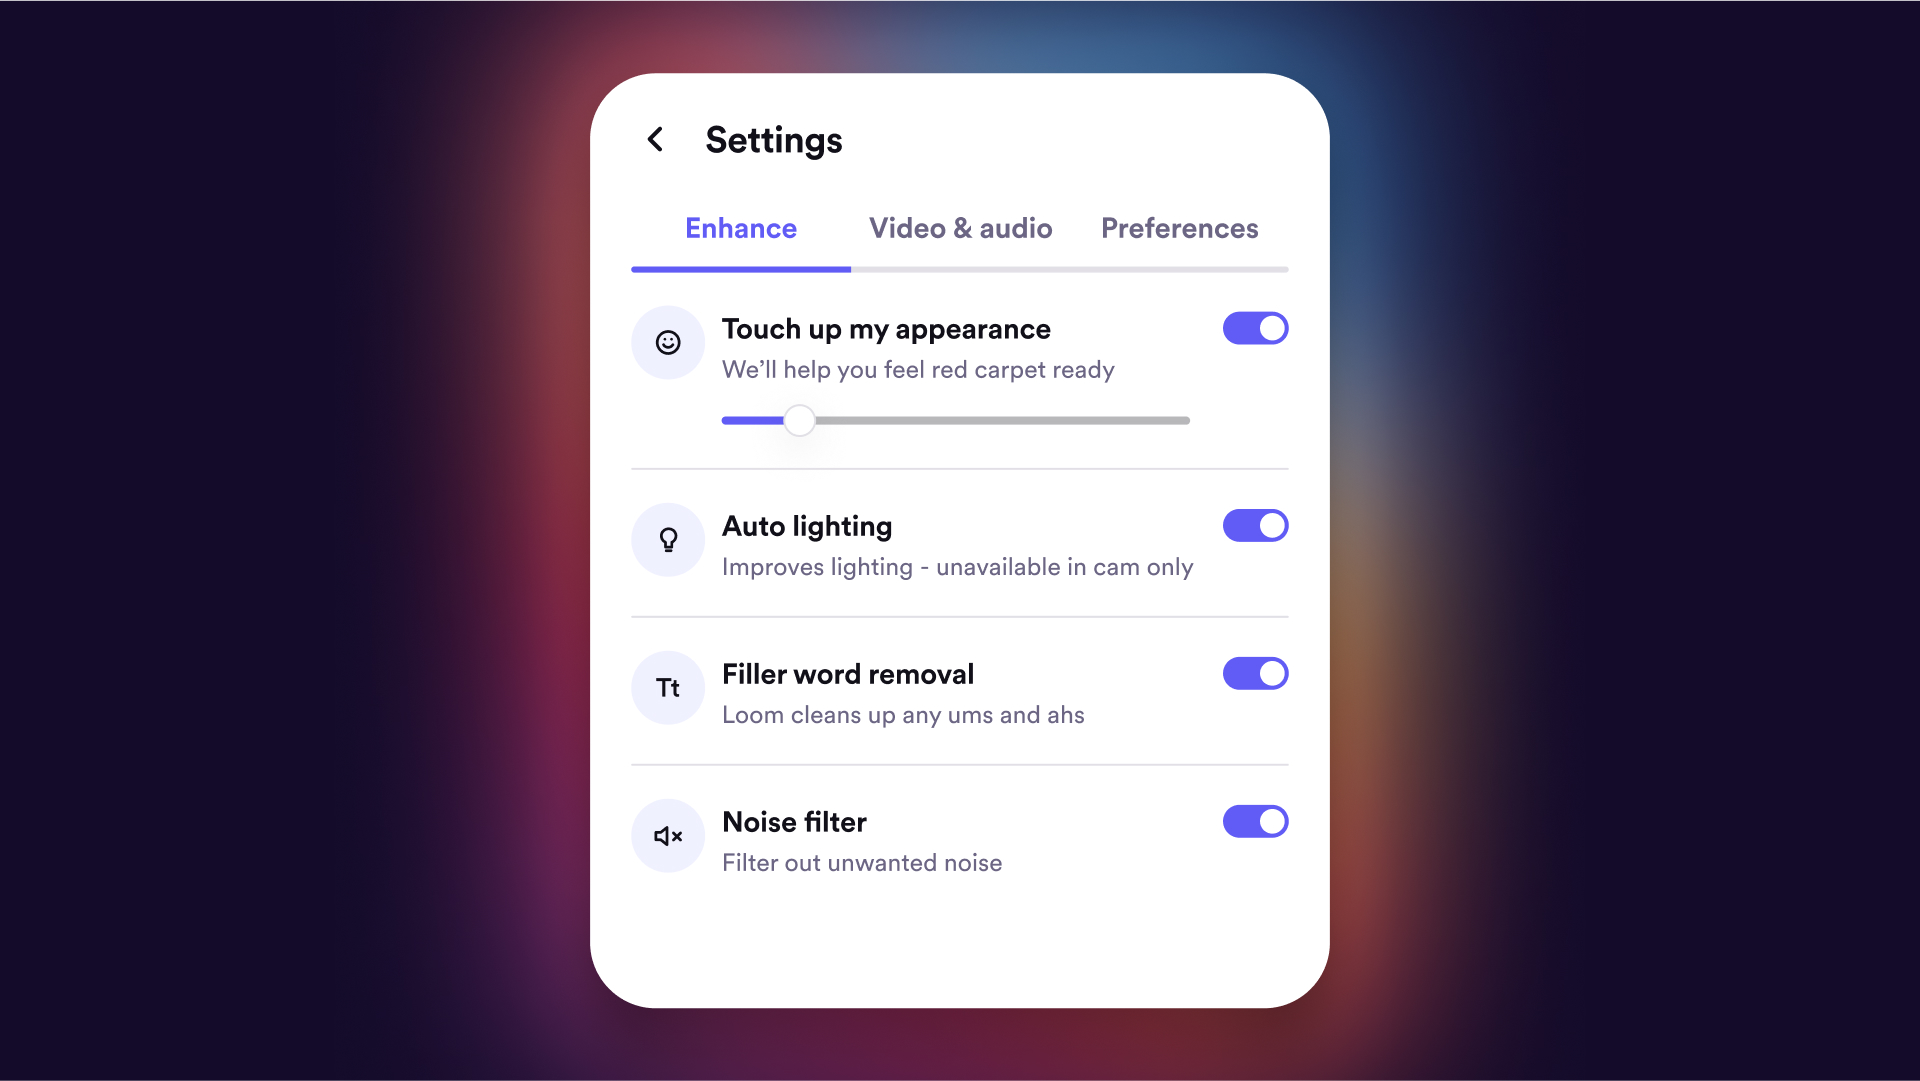 Settings
Enhance
Video & audio
Preferences
Touch up my appearance
We’ll help you feel red carpet ready
Auto lighting
Improves lighting - unavailable in cam only
Tt
Filler word removal
Loom cleans up any ums and ahs
Noise filter
Filter out unwanted noise